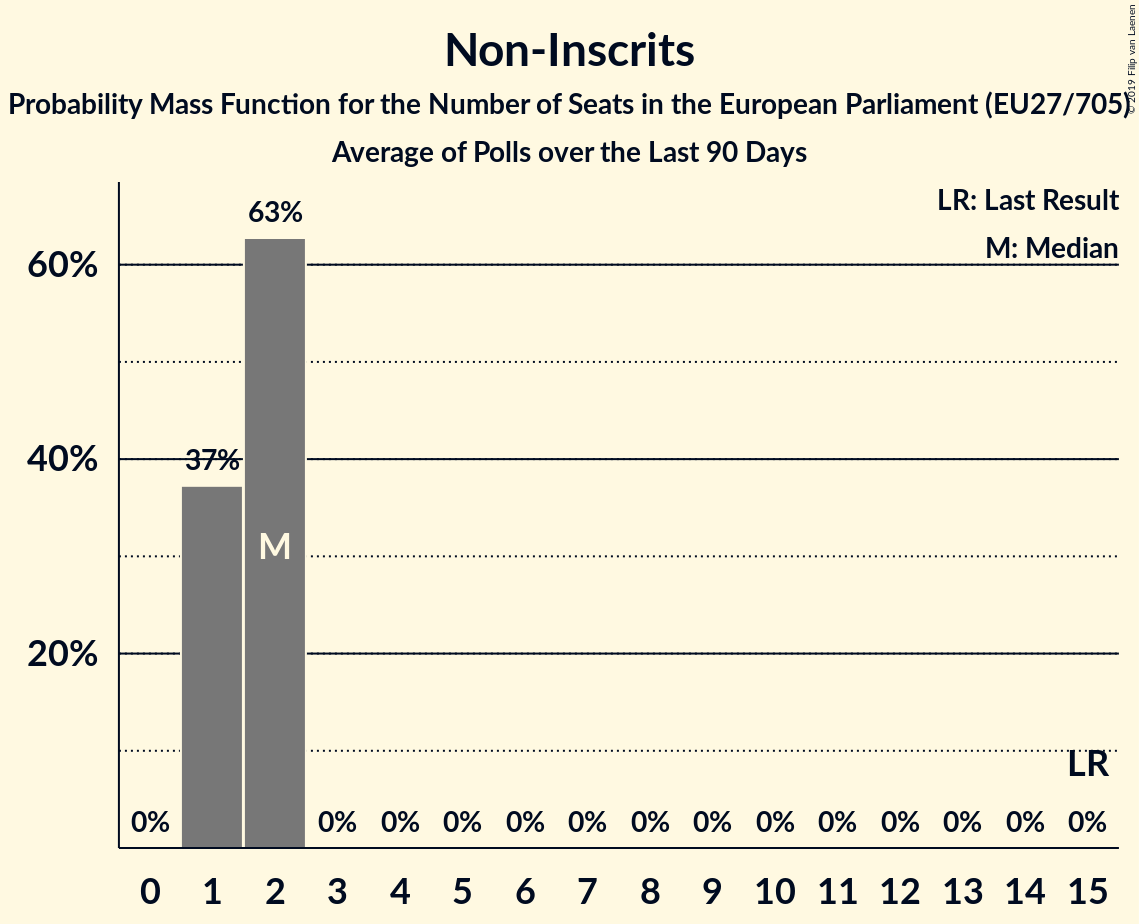 Non-Inscrits
Probability Mass Function for the Number of Seats in the European Parliament (EU27/705)
Average of Polls over the Last 90 Days
© 2019 Filip van Laenen
LR: Last Result
M: Median
63%
60%
40%
37%
M
20%
LR
0% 0% 0% 0% 0% 0% 0% 0% 0% 0% 0% 0% 0% 0%
0 1 2 3 4 5 6 7 8 9 10 11 12 13 14 15